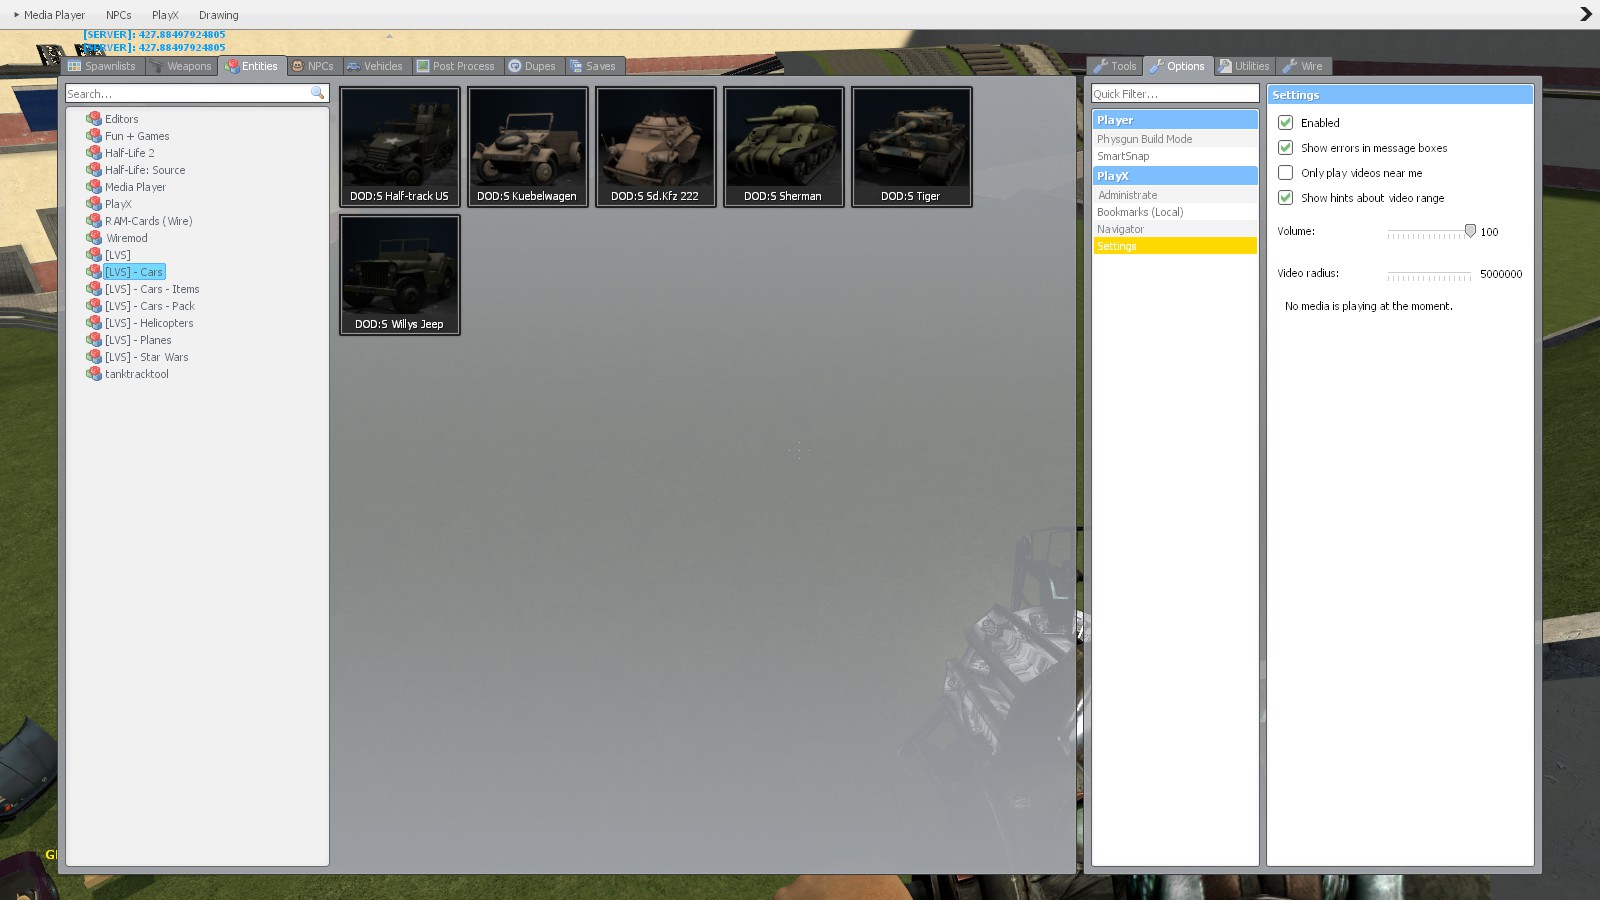 Media Player NPCs PlayX Drawing
[SERVER]: 427.88497924805
[SERVER]: 427.88497924805
Spawnlists Weapons Entities NPCs Vehicles Post Process Dupes Saves
Search...
Editors
Fun + Games
Half-Life 2
Half-Life: Source
Media Player
PlayX
RAM-Cards (Wire)
Wiremod
[LVS]
[LVS] - Cars
[LVS] - Cars - Items
[LVS] - Cars - Pack
[LVS] - Helicopters
[LVS] - Planes
[LVS] - Star Wars
tanktracktool
DOD:S Half-track US
DOD:S Kuebelwagen
DOD:S Sd.Kfz 222
DOD:S Sherman
DOD:S Tiger
DOD:S Willys Jeep
Tools Options Utilities Wire
Quick Filter...
Player
Physgun Build Mode
SmartSnap
PlayX
Administrate
Bookmarks (Local)
Navigator
Settings
Settings
Enabled
Show errors in message boxes
Only play videos near me
Show hints about video range
Volume: 100
Video radius: 5000000
No media is playing at the moment.